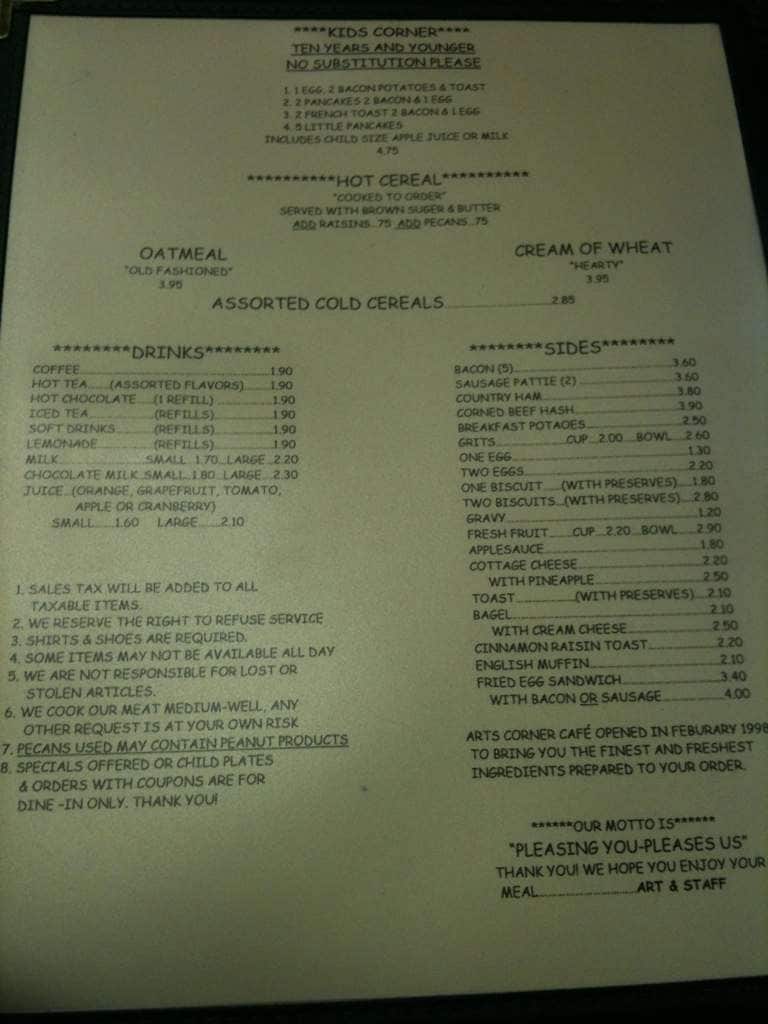 ****KIDS CORNER****
TEN YEARS AND YOUNGER
NO SUBSTITUTION PLEASE
1. 1 EGG, 2 BACON POTATOES & TOAST
2. 2 PANCAKES 2 BACON & 1 EGG
3. 2 FRENCH TOAST 2 BACON & 1 EGG
4. 5 LITTLE PANCAKES
INCLUDES CHILD SIZE APPLE JUICE OR MILK
4.75
**********HOT CEREAL**********
"COOKED TO ORDER"
SERVED WITH BROWN SUGER & BUTTER
ADD RAISINS..75 ADD PECANS..75
OATMEAL
"OLD FASHIONED"
3.95
CREAM OF WHEAT
"HEARTY"
3.95
ASSORTED COLD CEREALS..............................2.85
********DRINKS********
COFFEE..................................................1.90
HOT TEA......(ASSORTED FLAVORS).......1.90
HOT CHOCOLATE....(1 REFILL)...............1.90
ICED TEA.................(REFILLS)...............1.90
SOFT DRINKS..........(REFILLS)...............1.90
LEMONADE..............(REFILLS)...............1.90
MILK.......................SMALL..1.70...LARGE...2.20
CHOCOLATE MILK..SMALL..1.80..LARGE...2.30
JUICE...(ORANGE, GRAPEFRUIT, TOMATO,
APPLE OR CRANBERRY)
SMALL.......1.60 LARGE.......2.10
1. SALES TAX WILL BE ADDED TO ALL
TAXABLE ITEMS.
2. WE RESERVE THE RIGHT TO REFUSE SERVICE
3. SHIRTS & SHOES ARE REQUIRED.
4. SOME ITEMS MAY NOT BE AVAILABLE ALL DAY
5. WE ARE NOT RESPONSIBLE FOR LOST OR
STOLEN ARTICLES.
6. WE COOK OUR MEAT MEDIUM-WELL, ANY
OTHER REQUEST IS AT YOUR OWN RISK
7. PECANS USED MAY CONTAIN PEANUT PRODUCTS
8. SPECIALS OFFERED OR CHILD PLATES
& ORDERS WITH COUPONS ARE FOR
DINE -IN ONLY. THANK YOU!
********SIDES********
BACON (5)..........................................3.60
SAUSAGE PATTIE (2)..........................3.60
COUNTRY HAM....................................3.80
CORNED BEEF HASH...........................3.90
BREAKFAST POTAOES........................2.50
GRITS......................CUP...2.00....BOWL....2.60
ONE EGG..............................................1.30
TWO EGGS...........................................2.20
ONE BISCUIT.....(WITH PRESERVES)....1.80
TWO BISCUITS...(WITH PRESERVES)...2.80
GRAVY..................................................1.20
FRESH FRUIT......CUP...2.20...BOWL.....2.90
APPLESAUCE.......................................1.80
COTTAGE CHEESE..............................2.20
WITH PINEAPPLE..........................2.50
TOAST...............(WITH PRESERVES)....2.10
BAGEL..................................................2.10
WITH CREAM CHEESE....................2.50
CINNAMON RAISIN TOAST................2.20
ENGLISH MUFFIN...............................2.10
FRIED EGG SANDWICH.......................3.40
WITH BACON OR SAUSAGE.............4.00
ARTS CORNER CAFÉ OPENED IN FEBURARY 1998
TO BRING YOU THE FINEST AND FRESHEST
INGREDIENTS PREPARED TO YOUR ORDER.
******OUR MOTTO IS******
"PLEASING YOU-PLEASES US"
THANK YOU! WE HOPE YOU ENJOY YOUR
MEAL..........................ART & STAFF